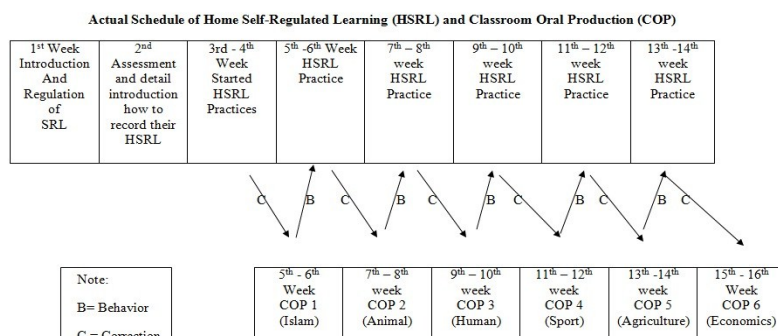 Actual Schedule of Home Self-Regulated Learning (HSRL) and Classroom Oral Production (COP)
1st Week
Introduction
And
Regulation
of
SRL
2nd
Assessment
and detail
introduction
how to
record their
HSRL
3rd - 4th
Week
Started
HSRL
Practices
5th -6th Week
HSRL
Practice
7th – 8th
week
HSRL
Practice
9th – 10th
week
HSRL
Practice
11th – 12th
week
HSRL
Practice
13th -14th
week
HSRL
Practice
C B C B C B C B C B C
Note:
B= Behavior
C = Correction
5th - 6th
Week
COP 1
(Islam)
7th – 8th
week
COP 2
(Animal)
9th – 10th
week
COP 3
(Human)
11th – 12th
week
COP 4
(Sport)
13th -14th
week
COP 5
(Agriculture)
15th - 16th
Week
COP 6
(Economics)